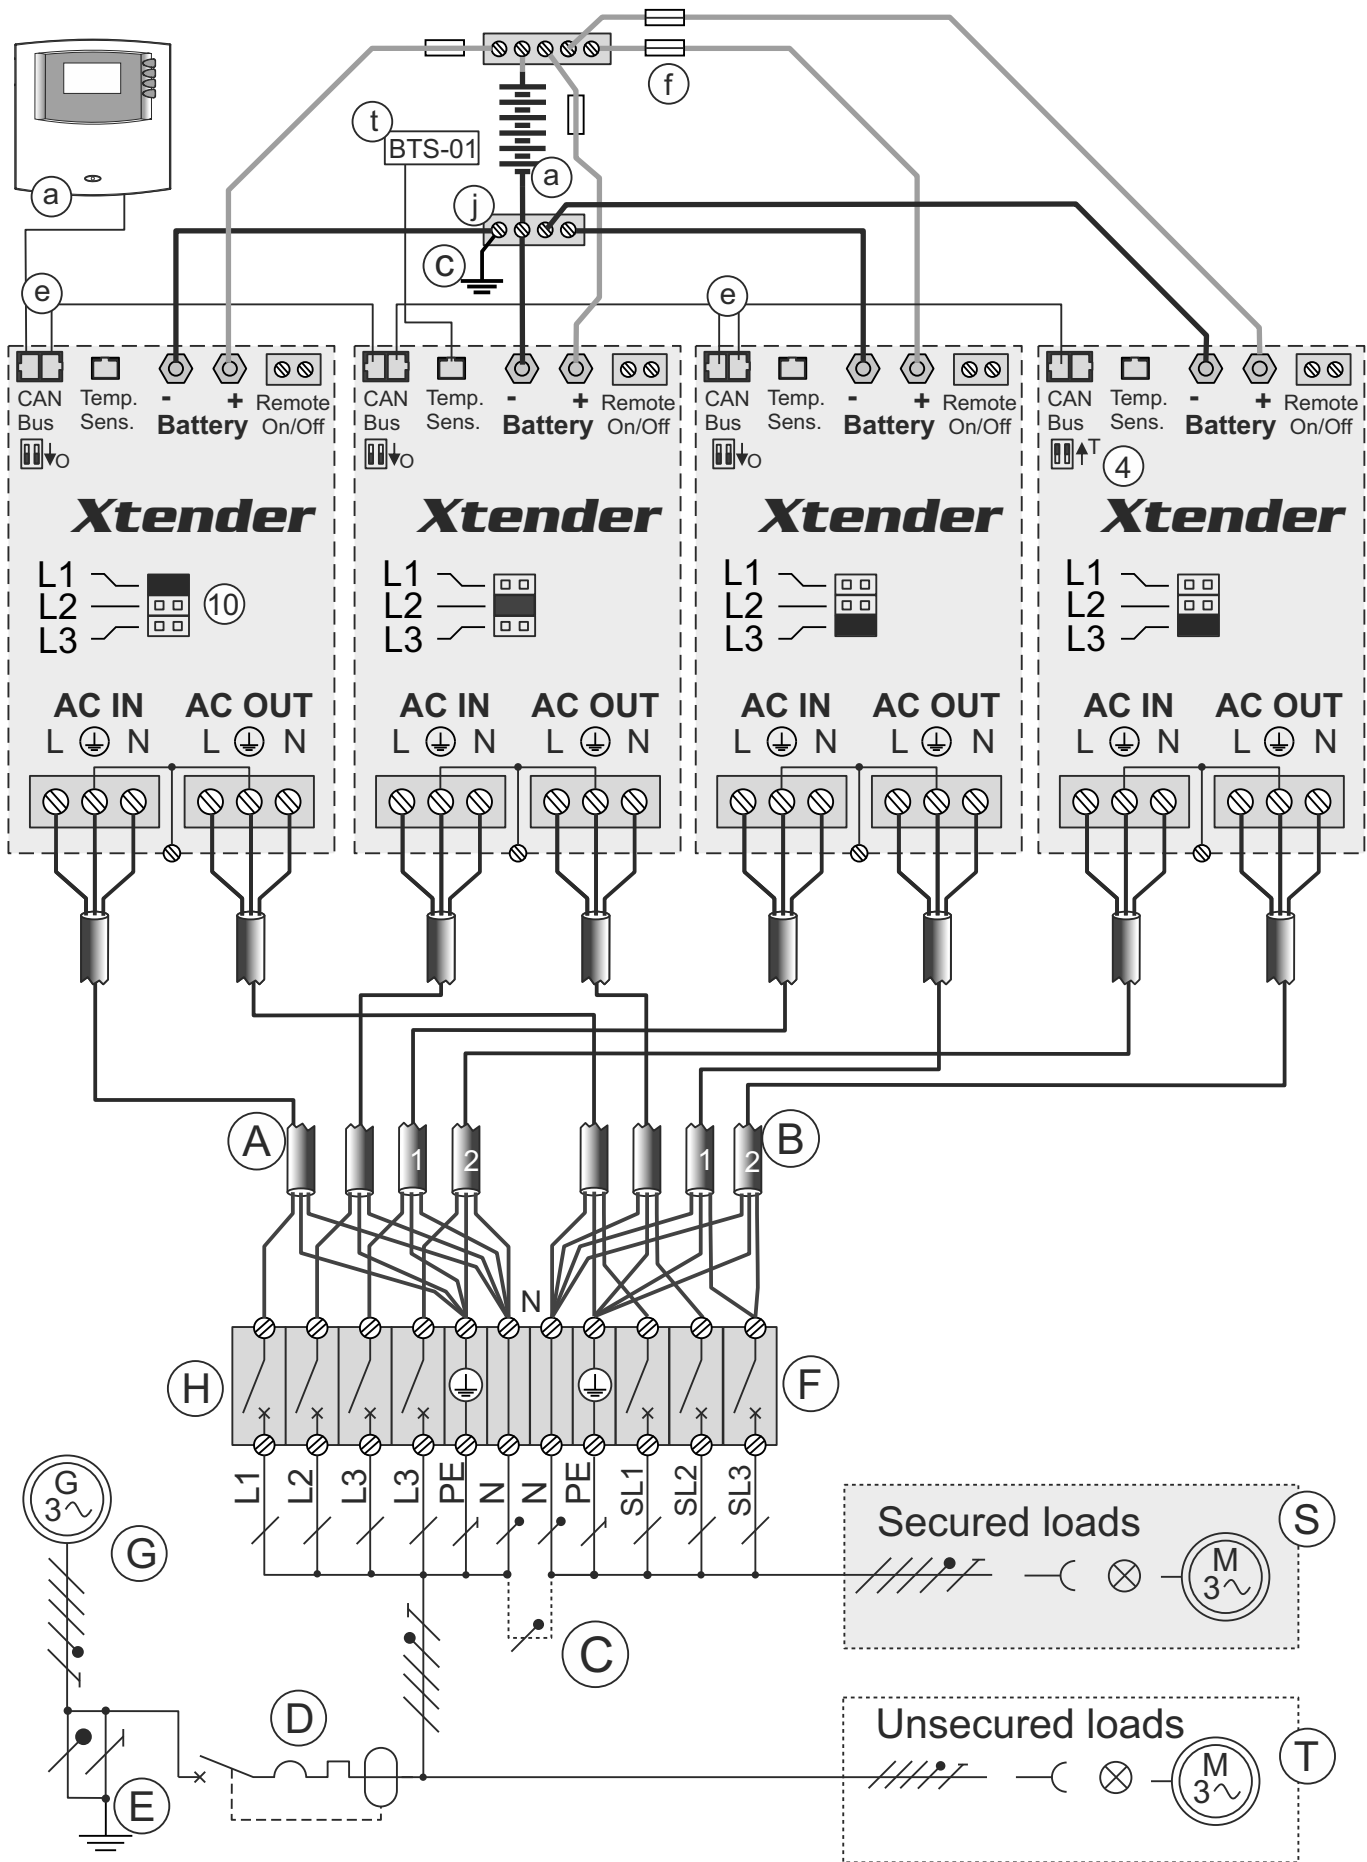 f
t
BTS-01
a
a
j
C
e
e
CAN Bus
Temp. Sens.
- + Battery
Remote On/Off
O
CAN Bus
Temp. Sens.
- + Battery
Remote On/Off
O
CAN Bus
Temp. Sens.
- + Battery
Remote On/Off
O
CAN Bus
Temp. Sens.
- + Battery
Remote On/Off
T
4
Xtender
Xtender
Xtender
Xtender
L1
L2
L3
10
L1
L2
L3
L1
L2
L3
L1
L2
L3
AC IN
AC OUT
AC IN
AC OUT
AC IN
AC OUT
AC IN
AC OUT
L N
L N
L N
L N
L N
L N
L N
L N
A
1
2
1
2
B
N
H
F
L1
L2
L3
L3
PE
N
N
PE
SL1
SL2
SL3
G
3~
G
Secured loads
S
M
3~
C
D
Unsecured loads
T
M
3~
E